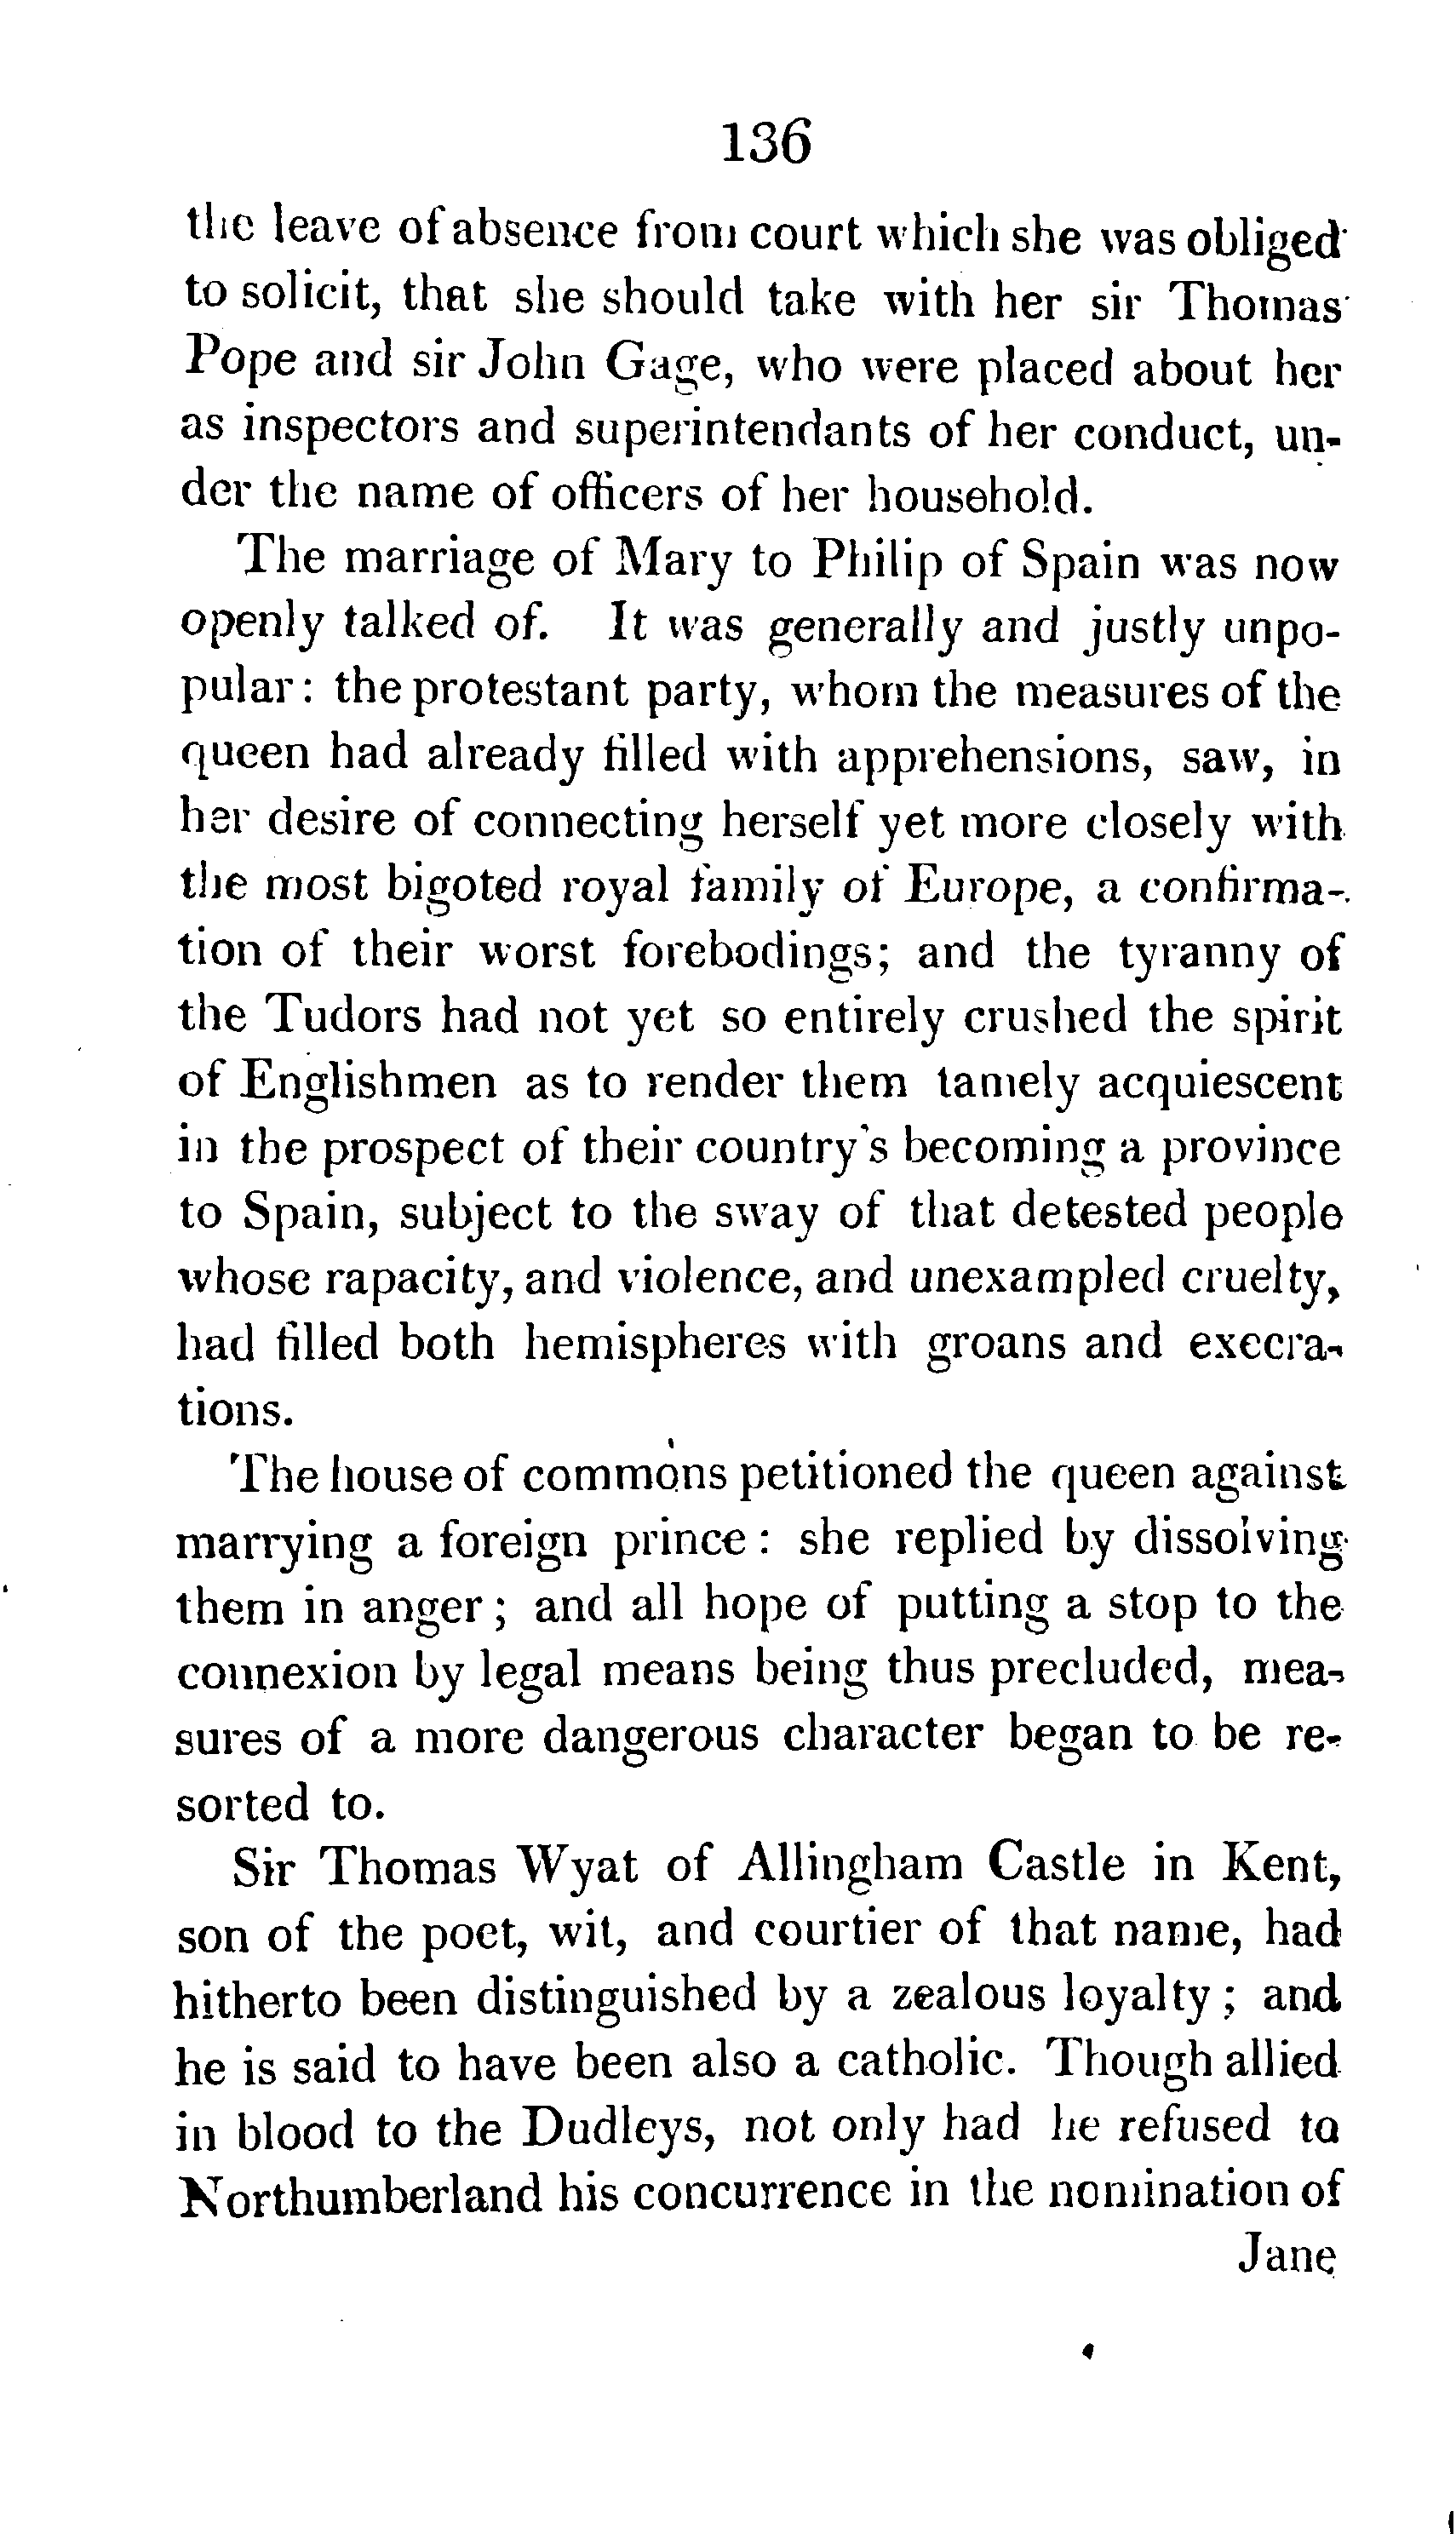 136
the leave of absence from court which she was obliged
to solicit, that she should take with her sir Thomas
Pope and sir John Gage, who were placed about her
as inspectors and superintendants of her conduct, un-
der the name of officers of her household.
The marriage of Mary to Philip of Spain was now
openly talked of. It was generally and justly unpo-
pular: the protestant party, whom the measures of the
queen had already filled with apprehensions, saw, in
her desire of connecting herself yet more closely with
the most bigoted royal family of Europe, a confirma-
tion of their worst forebodings; and the tyranny of
the Tudors had not yet so entirely crushed the spirit
of Englishmen as to render them tamely acquiescent
in the prospect of their country's becoming a province
to Spain, subject to the sway of that detested people
whose rapacity, and violence, and unexampled cruelty,
had filled both hemispheres with groans and execra-
tions.
The house of commons petitioned the queen against
marrying a foreign prince: she replied by dissolving
them in anger; and all hope of putting a stop to the
connexion by legal means being thus precluded, mea-
sures of a more dangerous character began to be re-
sorted to.
Sir Thomas Wyat of Allingham Castle in Kent,
son of the poet, wit, and courtier of that name, had
hitherto been distinguished by a zealous loyalty; and
he is said to have been also a catholic. Though allied
in blood to the Dudleys, not only had he refused to
Northumberland his concurrence in the nomination of
Jane